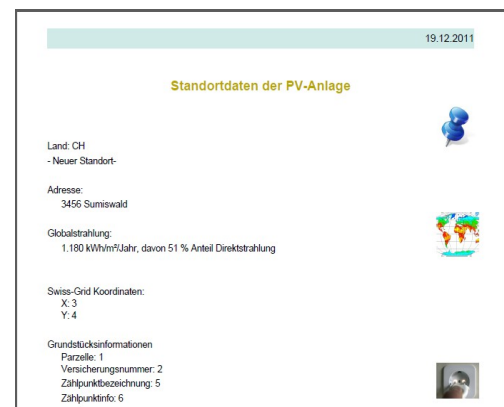 19.12.2011
Standortdaten der PV-Anlage
Land: CH
- Neuer Standort-
Adresse:
3456 Sumiswald
Globalstrahlung:
1.180 kWh/m²/Jahr, davon 51 % Anteil Direktstrahlung
Swiss-Grid Koordinaten:
X: 3
Y: 4
Grundstücksinformationen
Parzelle: 1
Versicherungsnummer: 2
Zählpunktbezeichnung: 5
Zählpunktinfo: 6